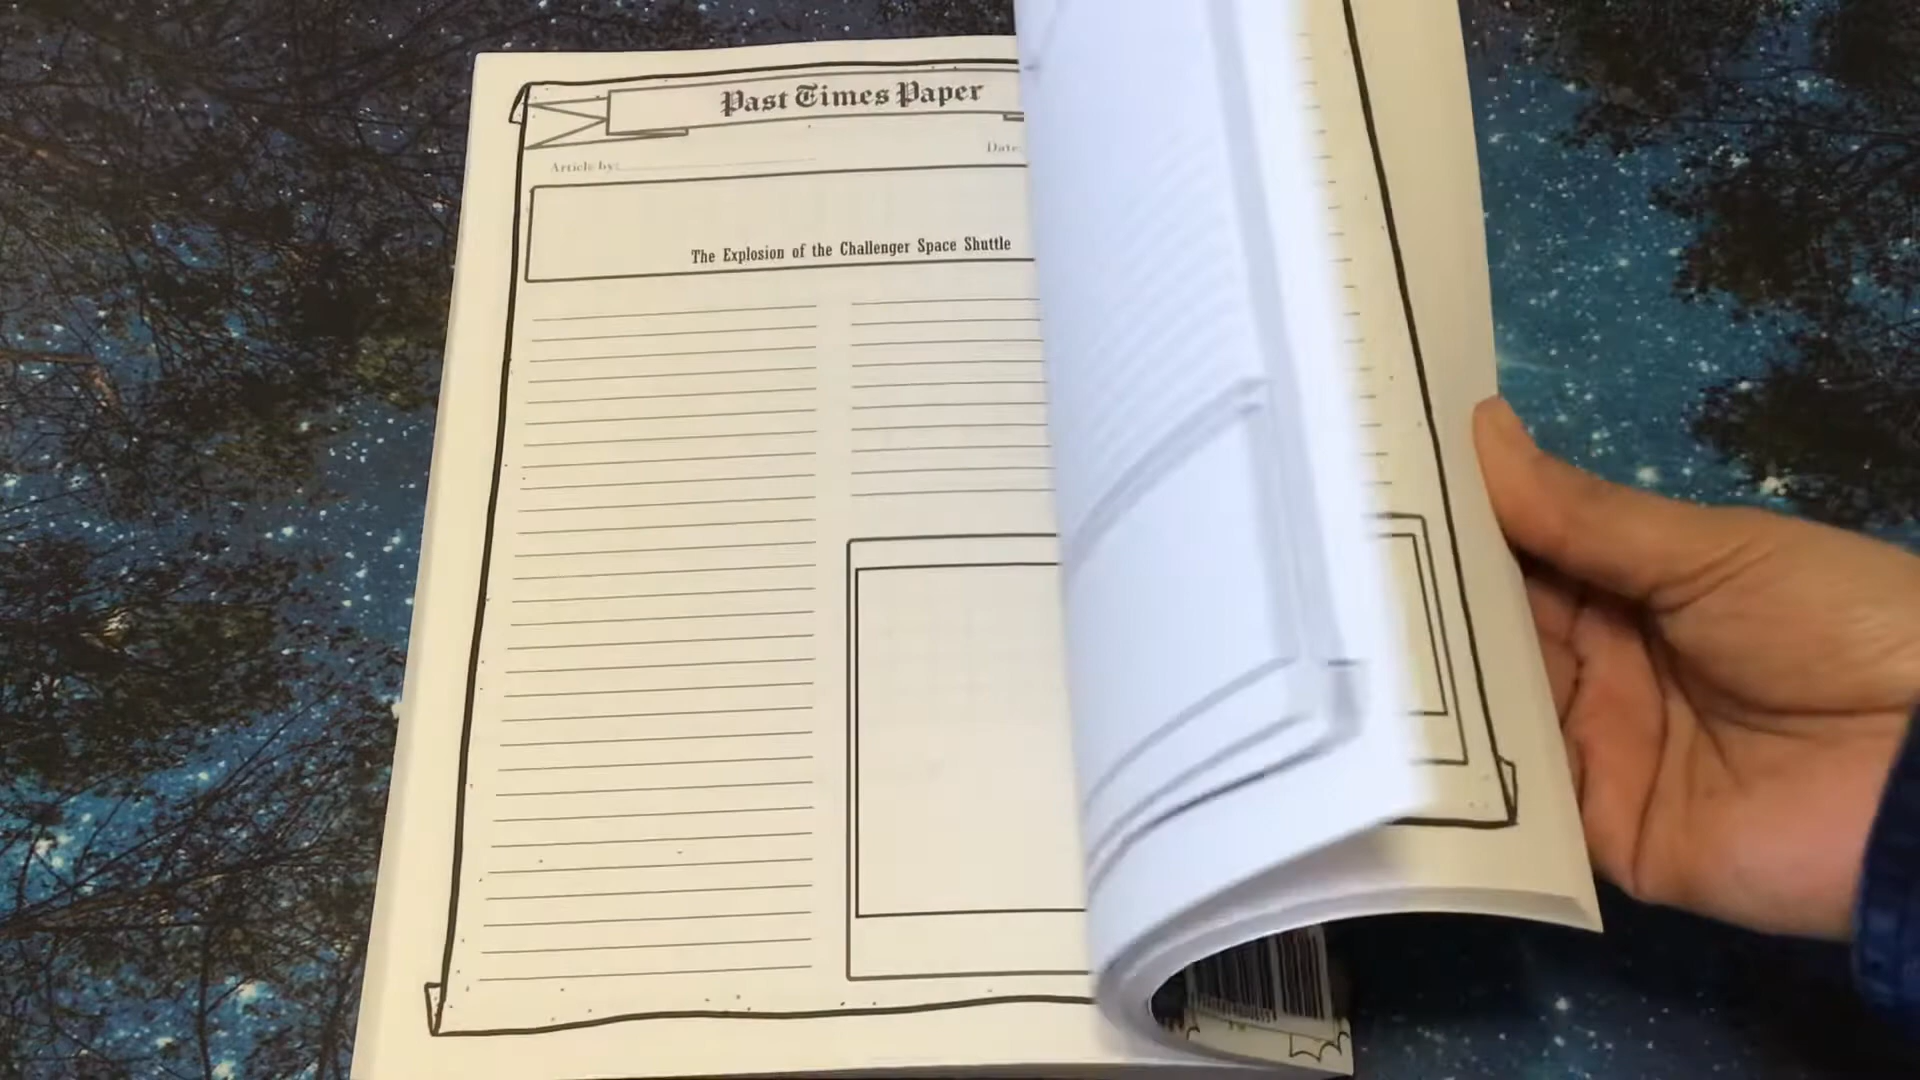 Past Times Paper
Article by:
Date:
The Explosion of the Challenger Space Shuttle